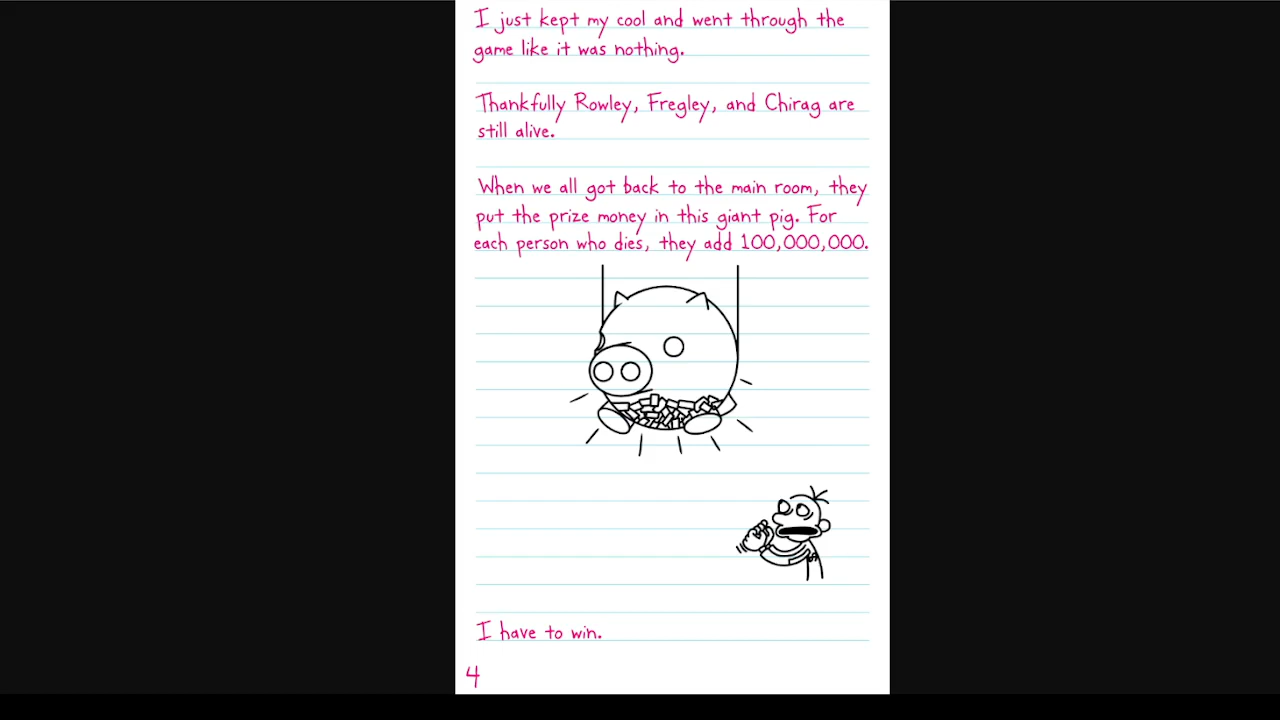 I just kept my cool and went through the
game like it was nothing.
Thankfully Rowley, Fregley, and Chirag are
still alive.
When we all got back to the main room, they
put the prize money in this giant pig. For
each person who dies, they add 100,000,000.
I have to win.
4